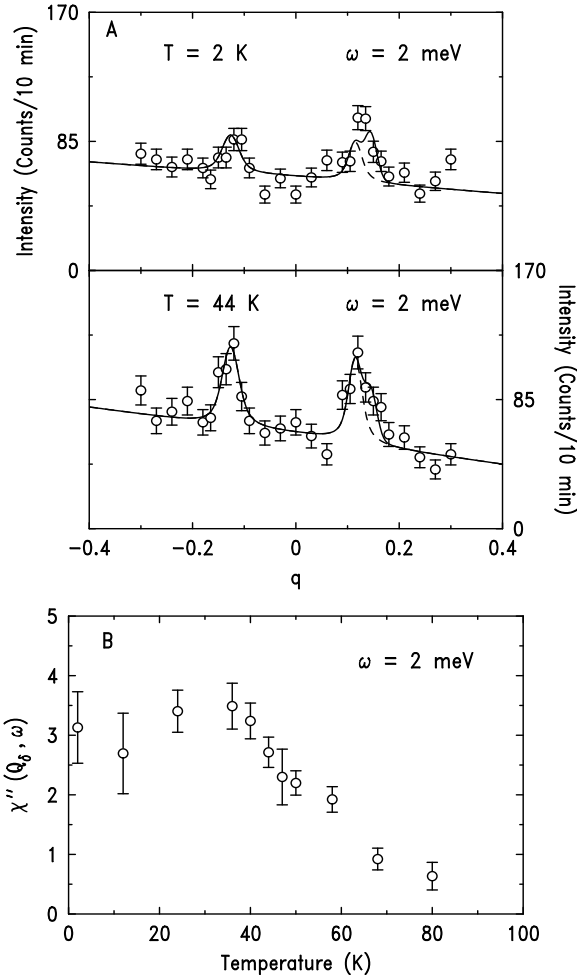 170
A
T = 2 K
ω = 2 meV
Intensity (Counts/10 min)
85
0
170
T = 44 K
ω = 2 meV
Intensity (Counts/10 min)
85
0
−0.4 −0.2 0 0.2 0.4
q
5
B
ω = 2 meV
4
3
χ″(Qδ, ω)
2
1
0
0 20 40 60 80 100
Temperature (K)